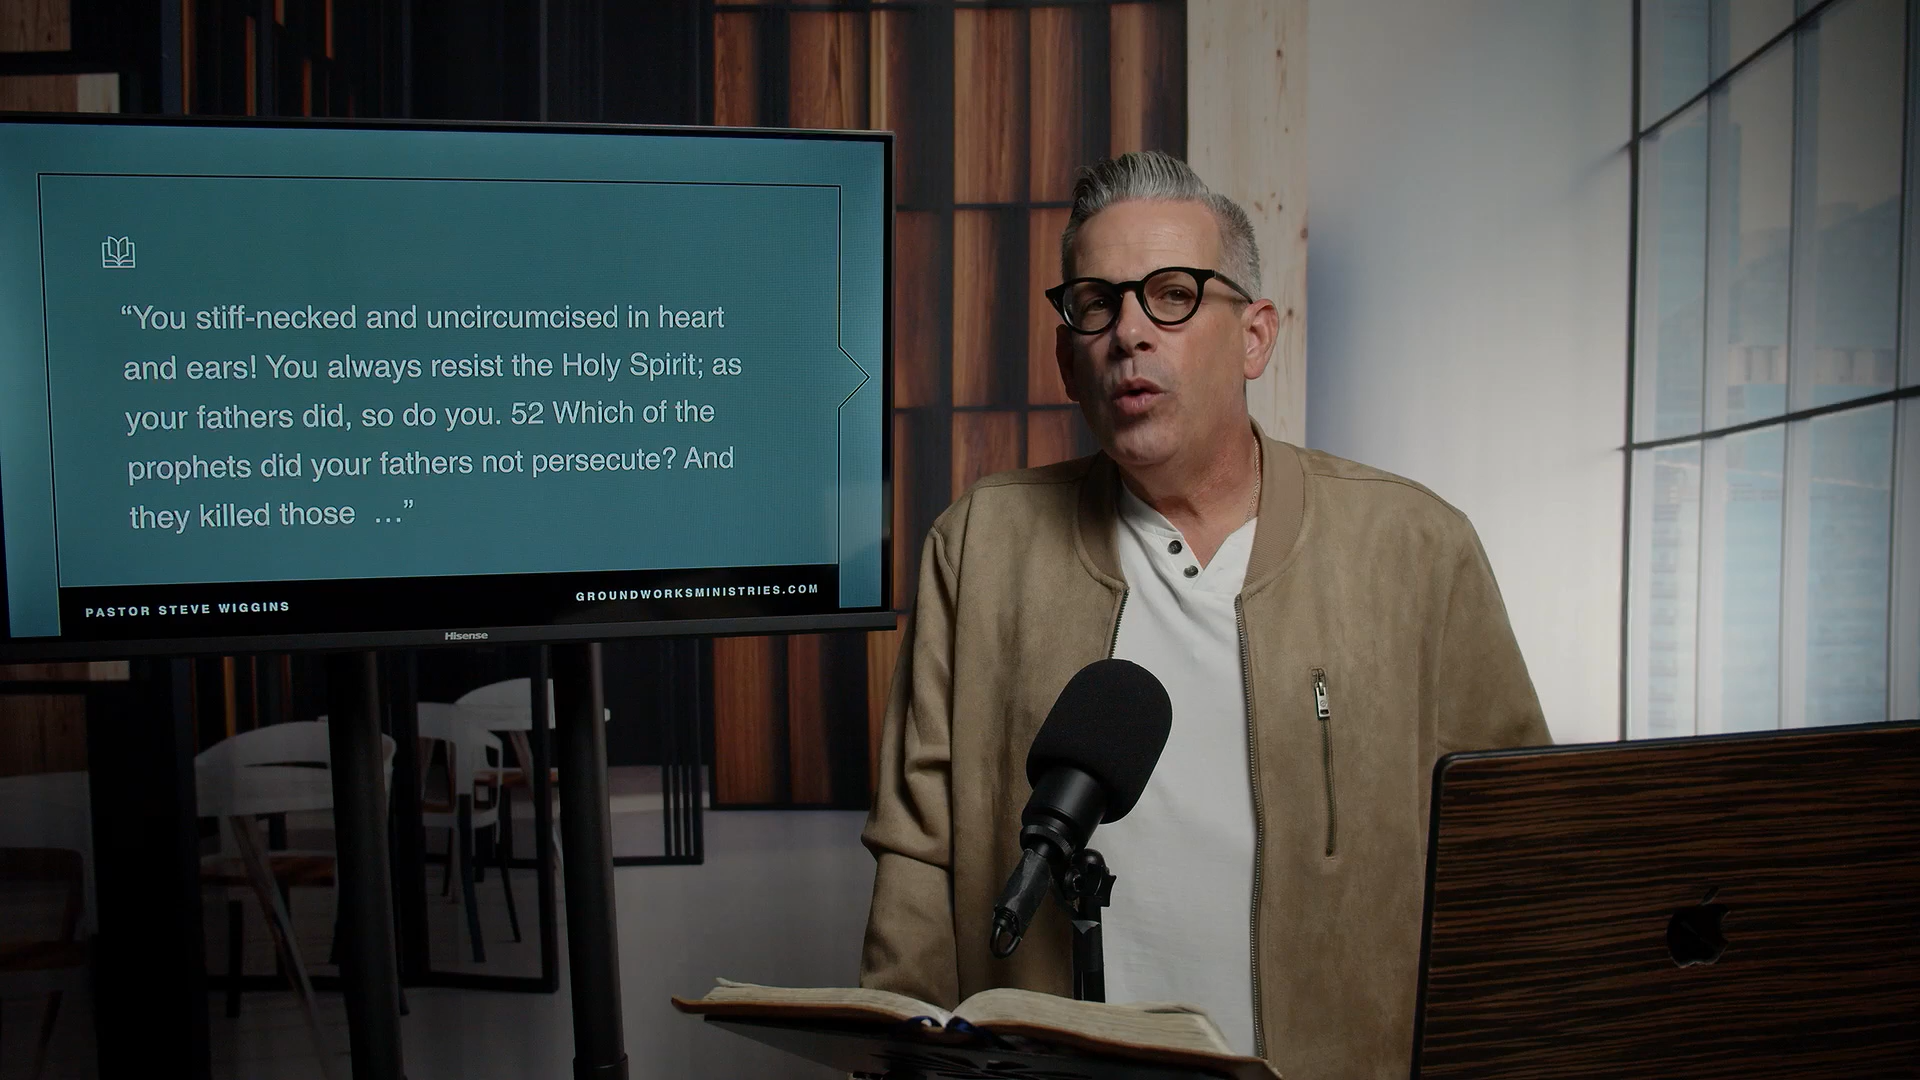 “You stiff-necked and uncircumcised in heart
and ears! You always resist the Holy Spirit; as
your fathers did, so do you. 52 Which of the
prophets did your fathers not persecute? And
they killed those …”
PASTOR STEVE WIGGINS
GROUNDWORKSMINISTRIES.COM
Hisense